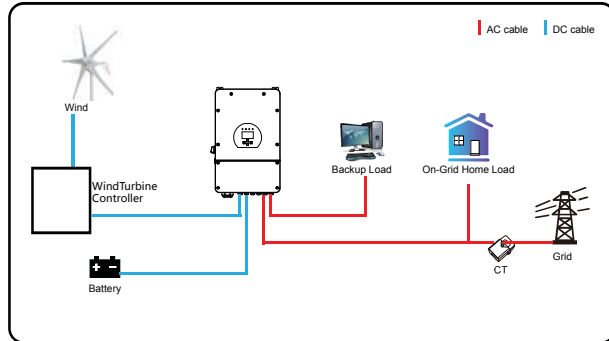 AC cable
DC cable
Wind
WindTurbine
Controller
Backup Load
On-Grid Home Load
Battery
CT
Grid